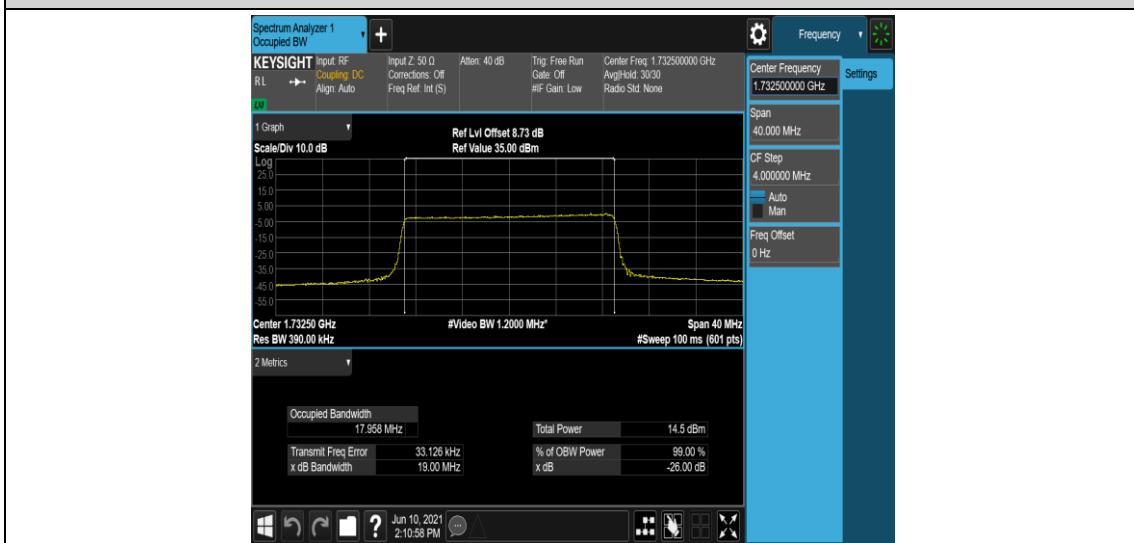 Spectrum Analyzer 1
Occupied BW
+
Frequency
KEYSIGHT
RL
LXI
Input: RF
Coupling: DC
Align: Auto
Input Z: 50 Ω
Corrections: Off
Freq Ref: Int (S)
Atten: 40 dB
Trig: Free Run
Gate: Off
#IF Gain: Low
Center Freq: 1.732500000 GHz
Avg|Hold: 30/30
Radio Std: None
Center Frequency
1.732500000 GHz
Settings
Span
40.000 MHz
CF Step
4.000000 MHz
Auto
Man
Freq Offset
0 Hz
1 Graph
Scale/Div 10.0 dB
Ref Lvl Offset 8.73 dB
Ref Value 35.00 dBm
Log
25.0
15.0
5.00
-5.00
-15.0
-25.0
-35.0
-45.0
-55.0
Center 1.73250 GHz
#Video BW 1.2000 MHz*
Span 40 MHz
Res BW 390.00 kHz
#Sweep 100 ms (601 pts)
2 Metrics
Occupied Bandwidth
17.958 MHz
Total Power 14.5 dBm
Transmit Freq Error 33.126 kHz
% of OBW Power 99.00 %
x dB Bandwidth 19.00 MHz
x dB -26.00 dB
?
Jun 10, 2021
2:10:58 PM